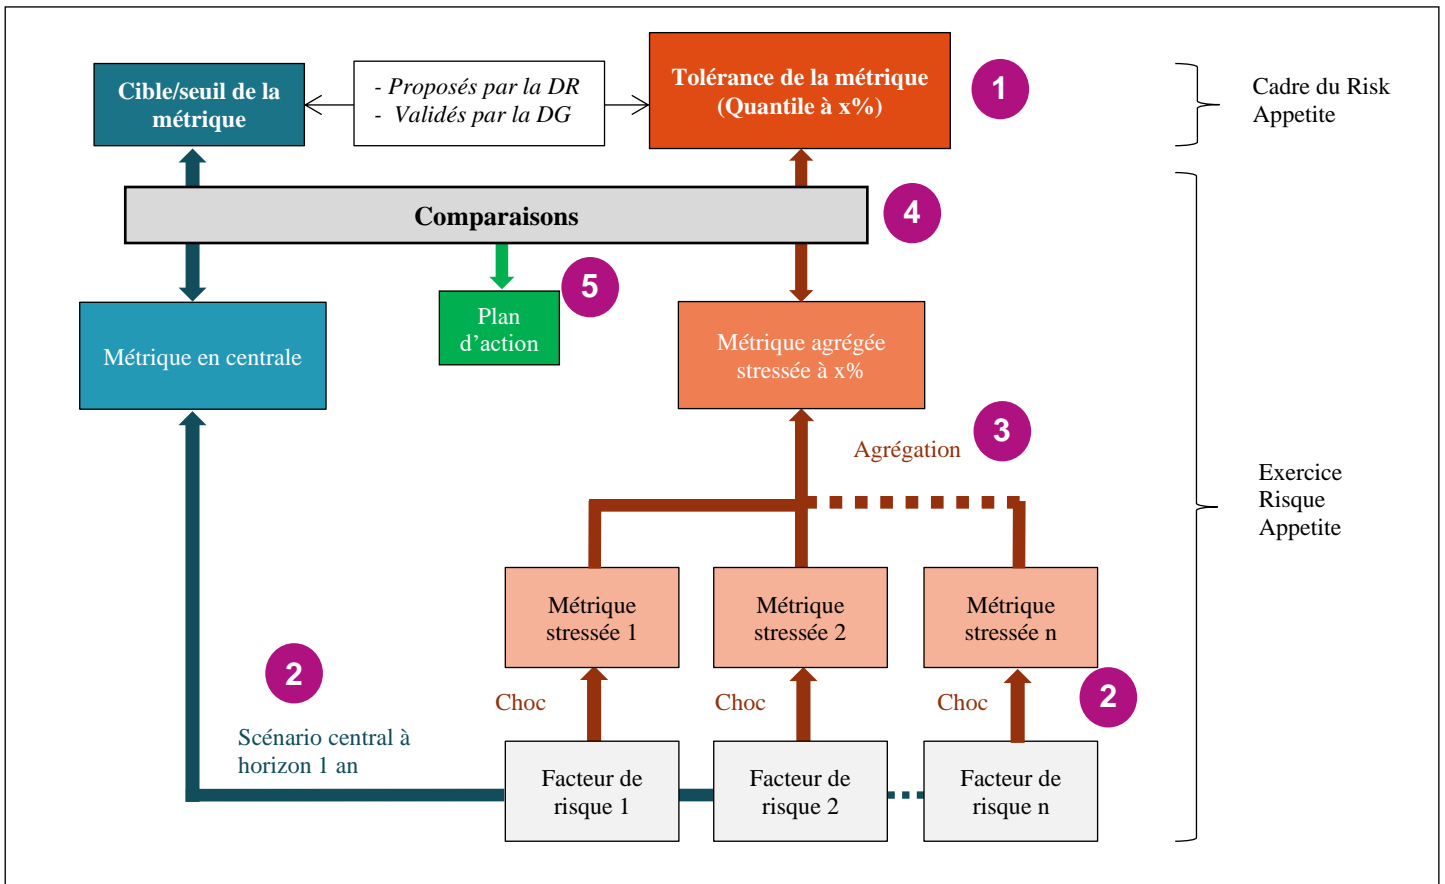 Cible/seuil de la
métrique
- Proposés par la DR
- Validés par la DG
Tolérance de la métrique
(Quantile à x%)
1
Cadre du Risk
Appetite
Comparaisons
4
5
Plan
d’action
Métrique en centrale
Métrique agrégée
stressée à x%
3
Agrégation
Exercice
Risque
Appetite
Métrique
stressée 1
Métrique
stressée 2
Métrique
stressée n
2
2
Choc
Choc
Choc
Scénario central à
horizon 1 an
Facteur de
risque 1
Facteur de
risque 2
Facteur de
risque n